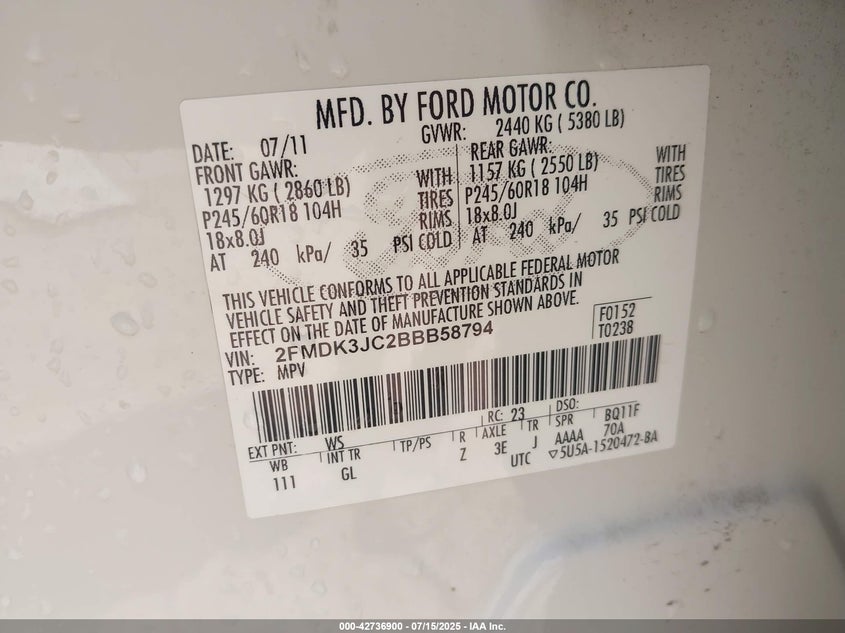 MFD. BY FORD MOTOR CO.
DATE: 07/11 GVWR: 2440 KG ( 5380 LB)
FRONT GAWR: REAR GAWR:
1297 KG ( 2860 LB) WITH 1157 KG ( 2550 LB) WITH
P245/60R18 104H TIRES P245/60R18 104H TIRES
18x8.0J RIMS 18x8.0J RIMS
AT 240 kPa/ 35 PSI COLD AT 240 kPa/ 35 PSI COLD
THIS VEHICLE CONFORMS TO ALL APPLICABLE FEDERAL MOTOR
VEHICLE SAFETY AND THEFT PREVENTION STANDARDS IN
EFFECT ON THE DATE OF MANUFACTURE SHOWN ABOVE.
VIN: 2FMDK3JC2BBB58794 F0152
TYPE: MPV T0238
EXT PNT: WS RC: 23 DSO:
WB INT TR TP/PS R AXLE TR SPR BQ11F
111 GL Z 3E J AAAA 70A
UTC ▽5U5A-1520472-BA
000-42736900 - 07/15/2025 - IAA Inc.